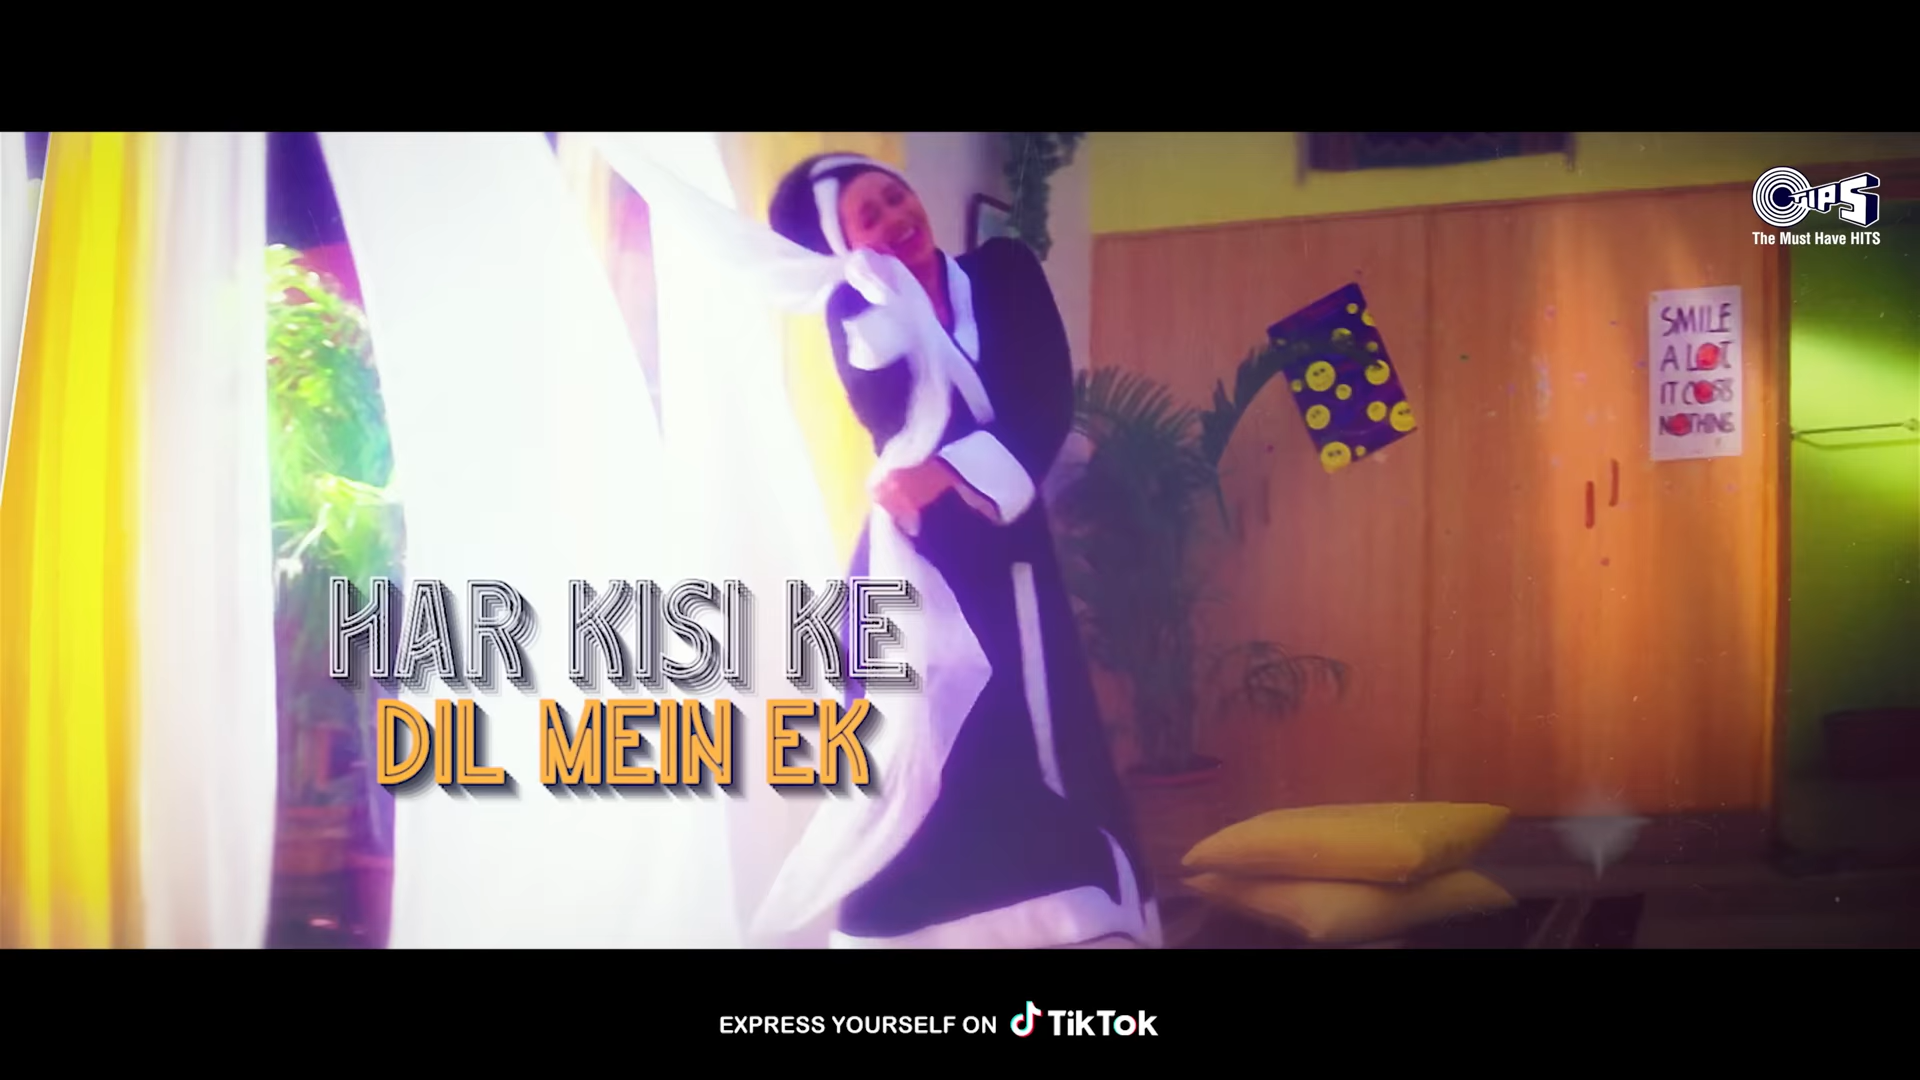 TIPS
The Must Have HITS
SMILE
A LOT
IT COSTS
NOTHING
HAR KISI KE
DIL MEIN EK
EXPRESS YOURSELF ON TikTok